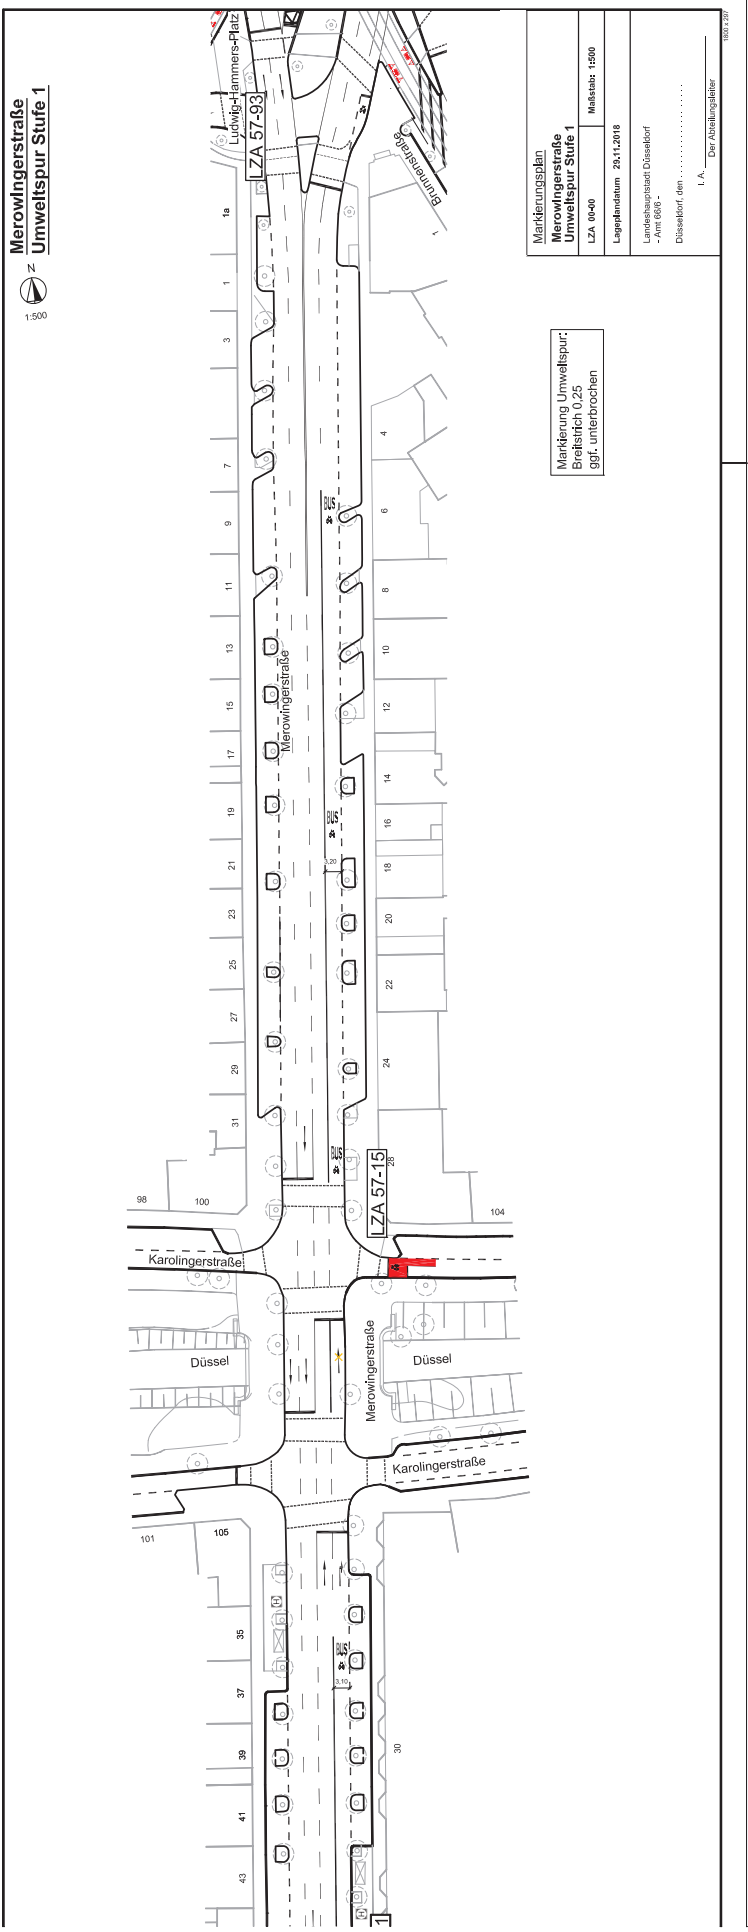 Merowingerstraße
Umweltspur Stufe 1
N
1:500
Ludwig-Hammers-Platz
LZA 57-93
Brunnenstraße
1800 x 297
Markierungsplan
Merowingerstraße
Umweltspur Stufe 1
LZA 00-00
Maßstab: 1:500
Lageplandatum 29.11.2018
Landeshauptstadt Düsseldorf
- Amt 66/6 -
Düsseldorf, den ....................
I. A.
Der Abteilungsleiter
Markierung Umweltspur:
Breitstrich 0,25
ggf. unterbrochen
1a
1
3
7
9
11
13
15
17
19
21
23
25
27
29
31
1
4
6
8
10
12
14
16
18
20
22
24
28
BUS
Merowingerstraße
BUS
3,20
BUS
LZA 57-15
98
100
104
Karolingerstraße
Düssel
Merowingerstraße
Düssel
Karolingerstraße
101
105
H
35
37
39
41
43
BUS
3,10
30
H
1